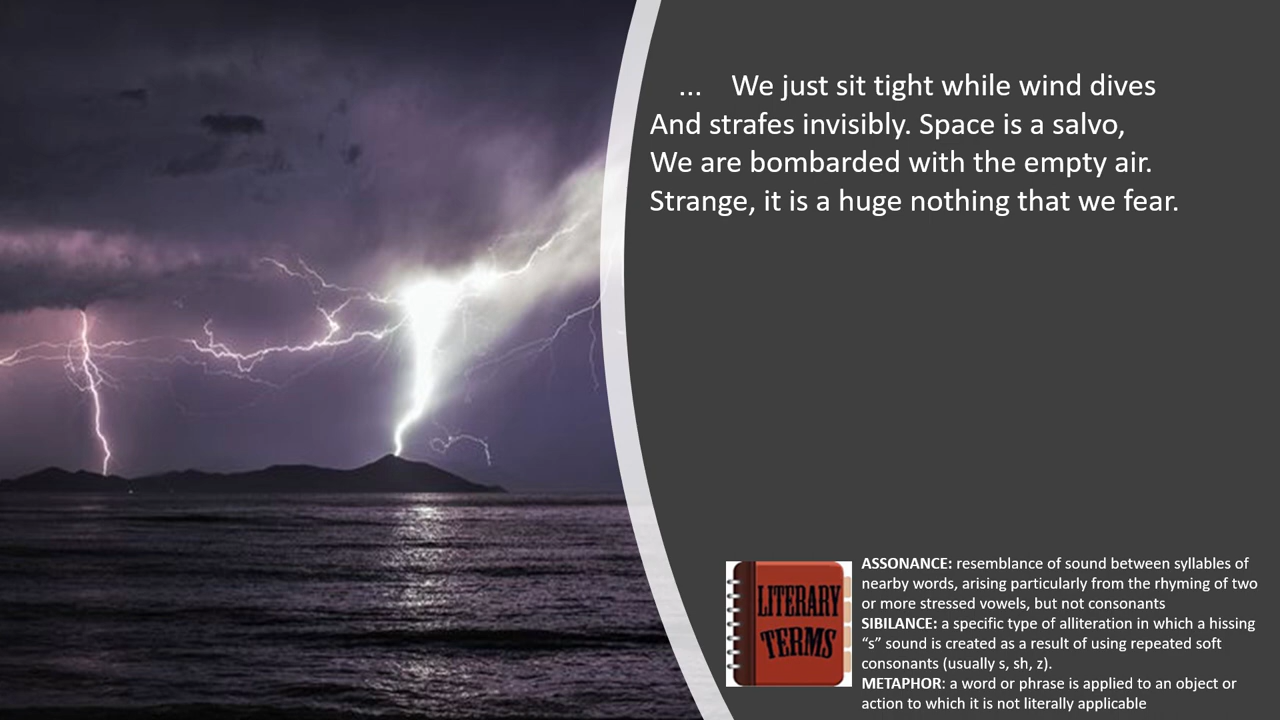 ... We just sit tight while wind dives
And strafes invisibly. Space is a salvo,
We are bombarded with the empty air.
Strange, it is a huge nothing that we fear.
LITERARY
TERMS
ASSONANCE: resemblance of sound between syllables of
nearby words, arising particularly from the rhyming of two
or more stressed vowels, but not consonants
SIBILANCE: a specific type of alliteration in which a hissing
“s” sound is created as a result of using repeated soft
consonants (usually s, sh, z).
METAPHOR: a word or phrase is applied to an object or
action to which it is not literally applicable